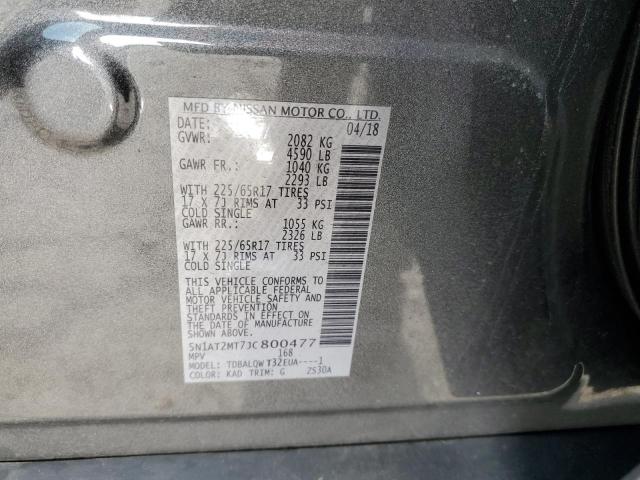 MFD BY NISSAN MOTOR CO., LTD.
DATE: 04/18
GVWR: 2082 KG
4590 LB
GAWR FR.: 1040 KG
2293 LB
WITH 225/65R17 TIRES
17 X 7J RIMS AT 33 PSI
COLD SINGLE
GAWR RR.: 1055 KG
2326 LB
WITH 225/65R17 TIRES
17 X 7J RIMS AT 33 PSI
COLD SINGLE
THIS VEHICLE CONFORMS TO
ALL APPLICABLE FEDERAL
MOTOR VEHICLE SAFETY AND
THEFT PREVENTION
STANDARDS IN EFFECT ON
THE DATE OF MANUFACTURE
SHOWN ABOVE.
5N1AT2MT7JC800477
MPV 168
MODEL: TDBALQWT32EUA----1
COLOR: KAD TRIM: G 2S30A